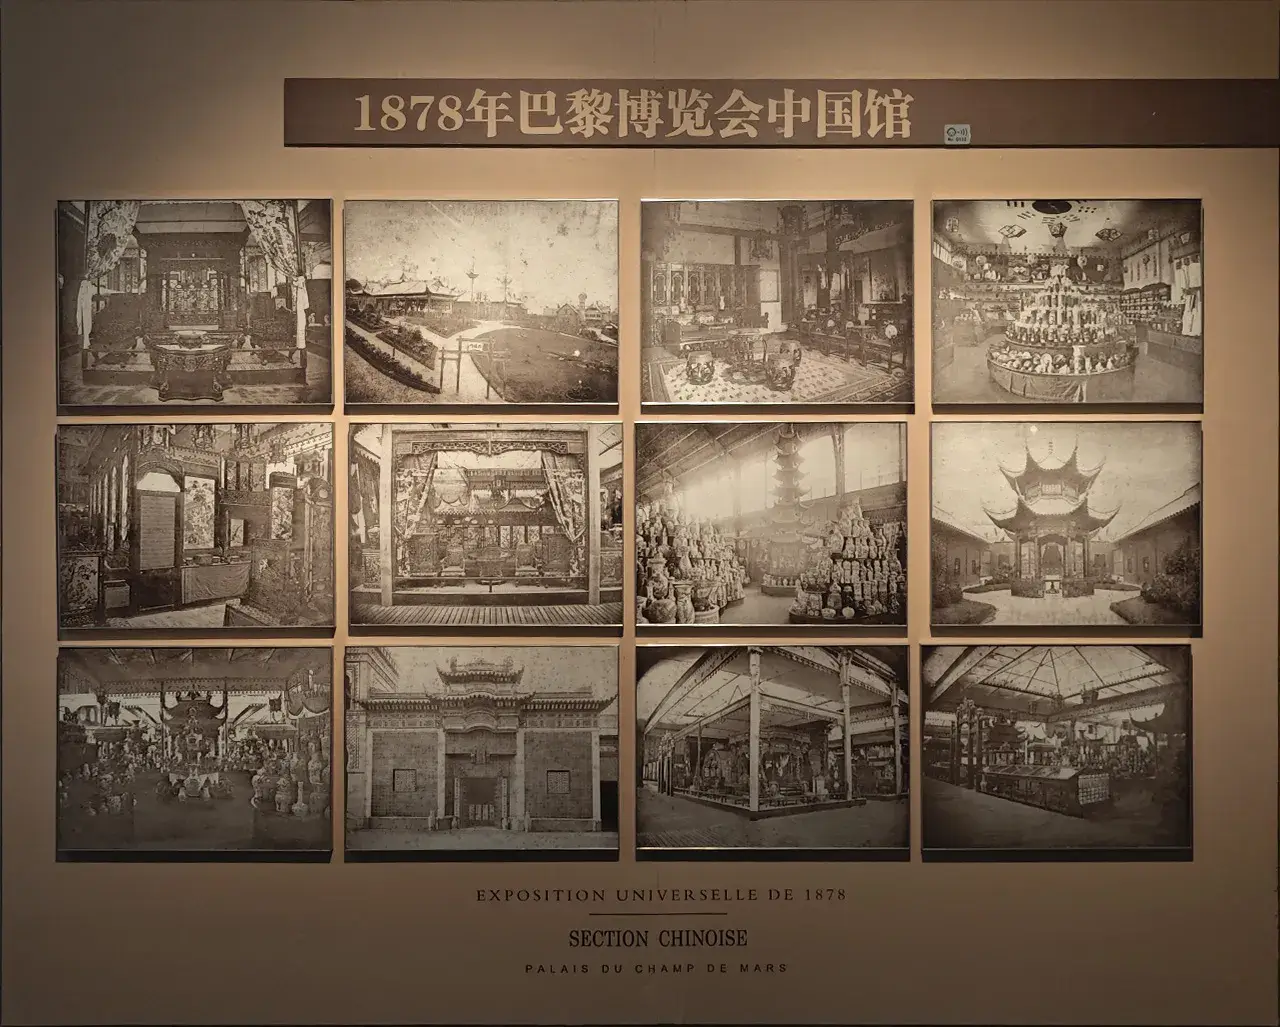 1878年巴黎博览会中国馆
EXPOSITION UNIVERSELLE DE 1878
SECTION CHINOISE
PALAIS DU CHAMP DE MARS